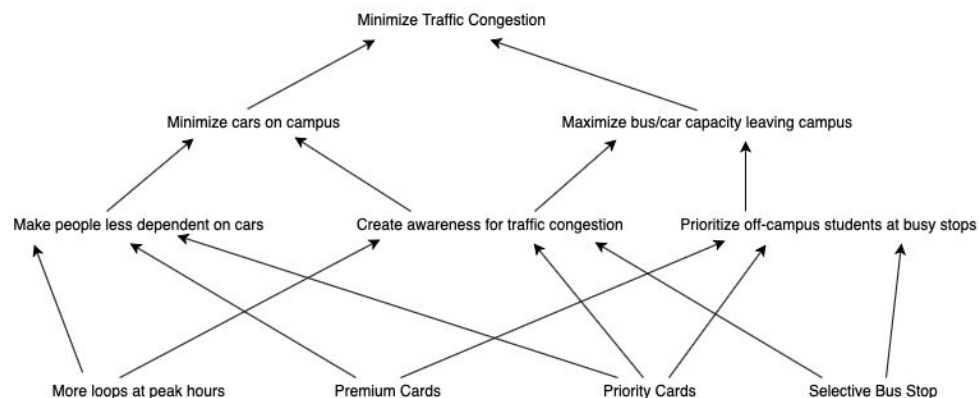 Minimize Traffic Congestion
Minimize cars on campus
Maximize bus/car capacity leaving campus
Make people less dependent on cars
Create awareness for traffic congestion
Prioritize off-campus students at busy stops
More loops at peak hours
Premium Cards
Priority Cards
Selective Bus Stop